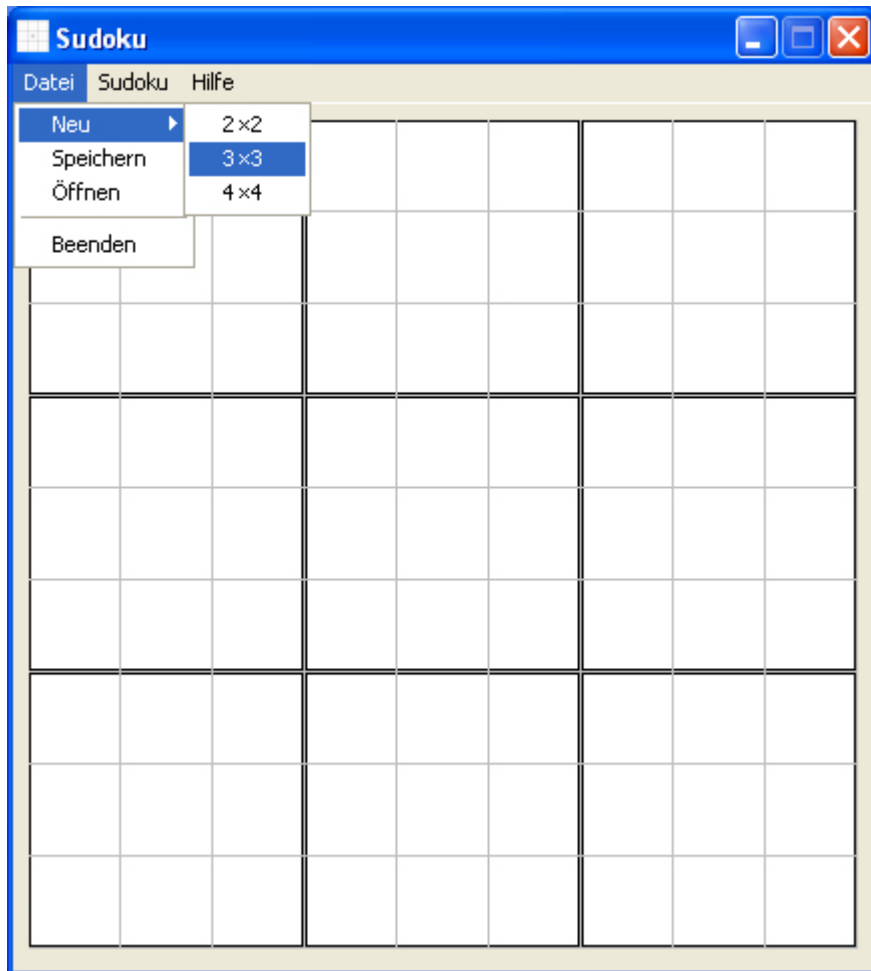 Sudoku
Datei Sudoku Hilfe
Neu
Speichern
Öffnen
Beenden
2×2
3×3
4×4